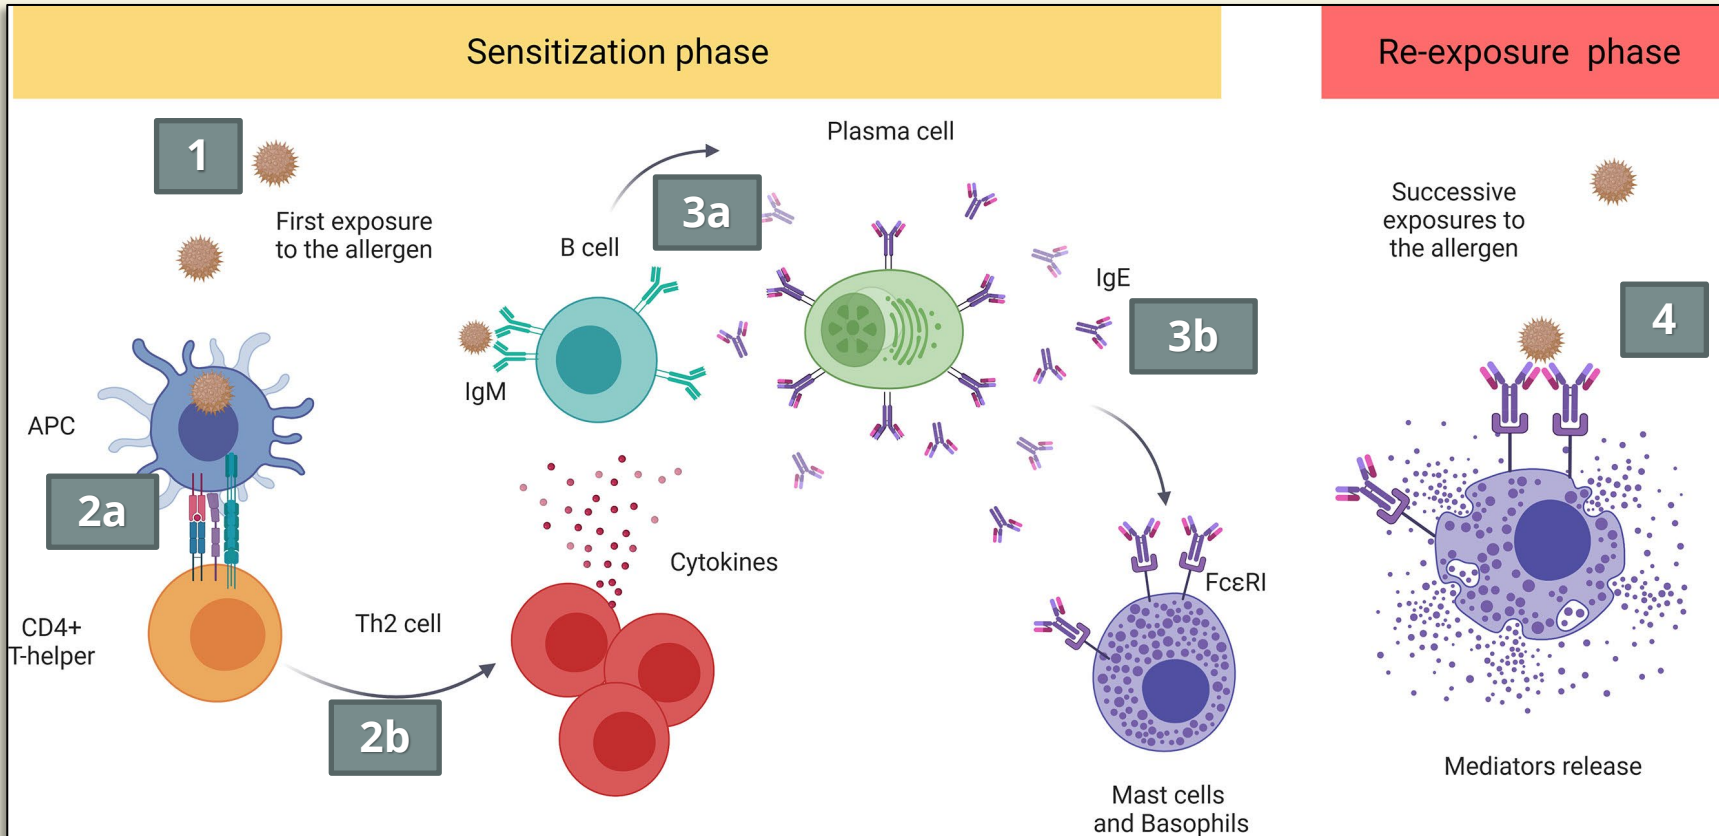 Sensitization phase
Re-exposure phase
1
First exposure
to the allergen
Plasma cell
3a
B cell
IgM
IgE
3b
Successive
exposures to
the allergen
4
APC
2a
CD4+
T-helper
Th2 cell
2b
Cytokines
FcεRI
Mast cells
and Basophils
Mediators release